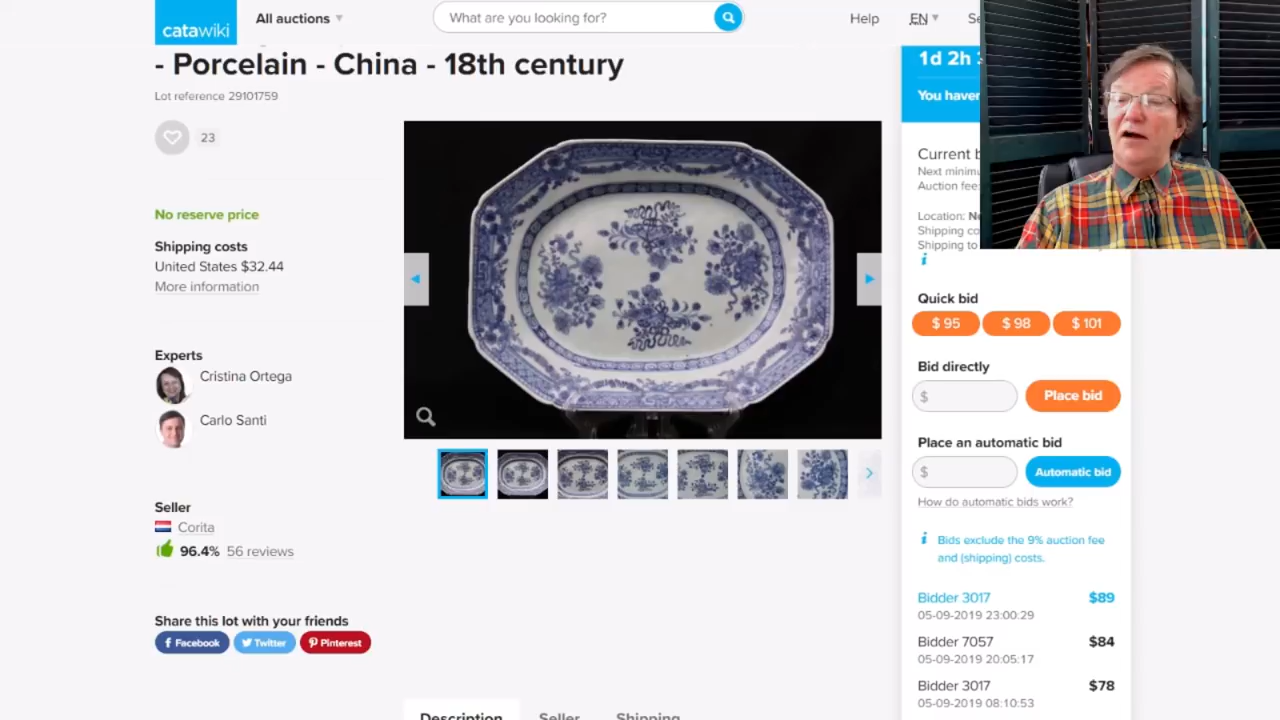 catawiki
All auctions
What are you looking for?
Help
EN
- Porcelain - China - 18th century
Lot reference 29101759
23
No reserve price
Shipping costs
United States $32.44
More information
Experts
Cristina Ortega
Carlo Santi
Seller
Corita
96.4% 56 reviews
Share this lot with your friends
Facebook
Twitter
Pinterest
Description
Seller
Shipping
1d 2h
You
Current
Next
Auction
Location:
Shipping
Shipping to
Quick bid
$ 95
$ 98
$ 101
Bid directly
$
Place bid
Place an automatic bid
$
Automatic bid
How do automatic bids work?
Bids exclude the 9% auction fee
and (shipping) costs.
Bidder 3017 $89
05-09-2019 23:00:29
Bidder 7057 $84
05-09-2019 20:05:17
Bidder 3017 $78
05-09-2019 08:10:53